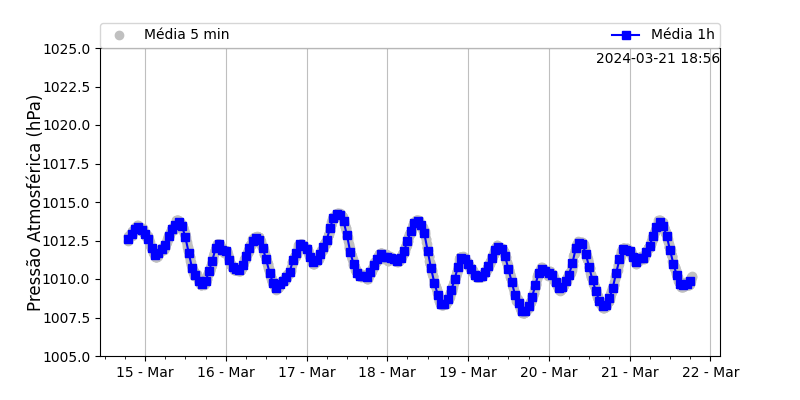 Média 5 min
Média 1h
2024-03-21 18:56
Pressão Atmosférica (hPa)
1025.0
1022.5
1020.0
1017.5
1015.0
1012.5
1010.0
1007.5
1005.0
15 - Mar
16 - Mar
17 - Mar
18 - Mar
19 - Mar
20 - Mar
21 - Mar
22 - Mar